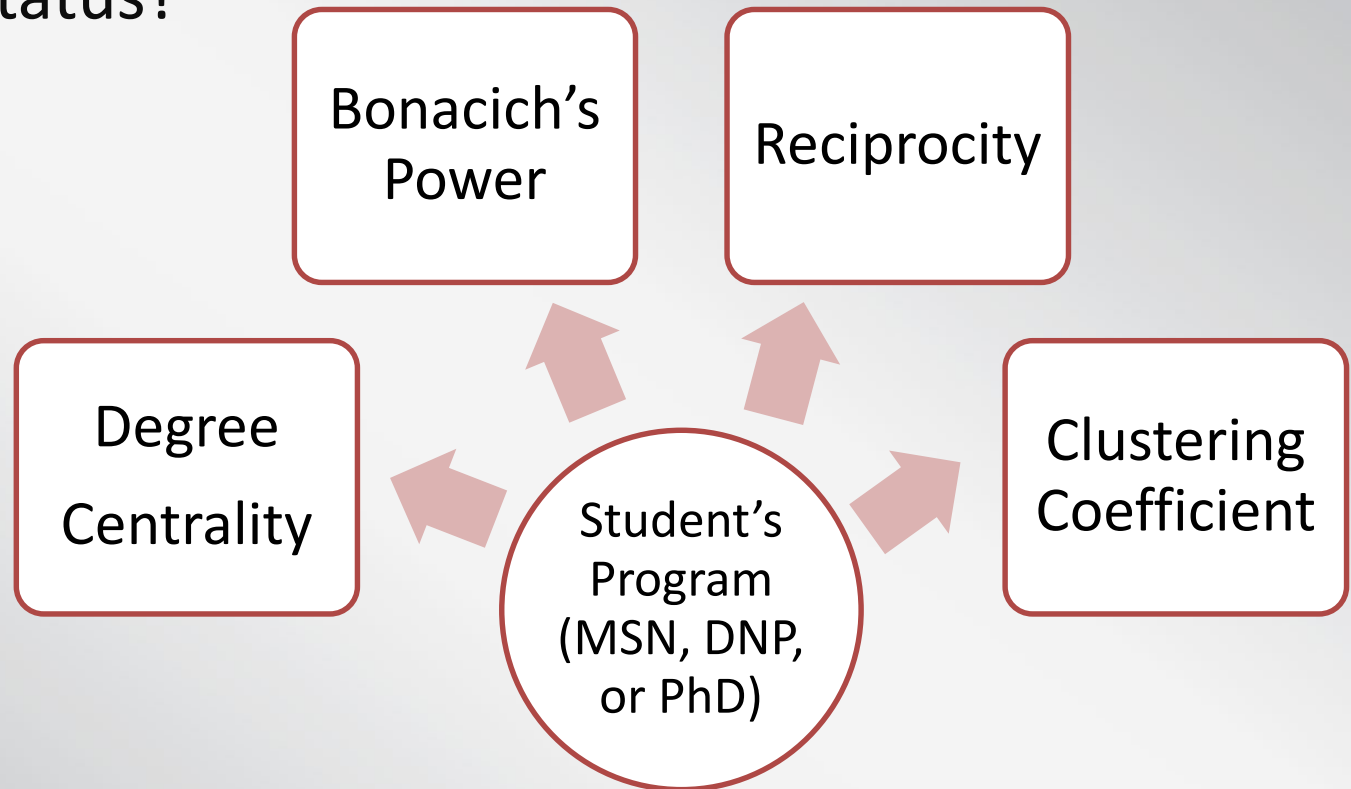 Bonacich's
Power
Reciprocity
Degree
Centrality
Clustering
Coefficient
Student's
Program
(MSN, DNP,
or PhD)